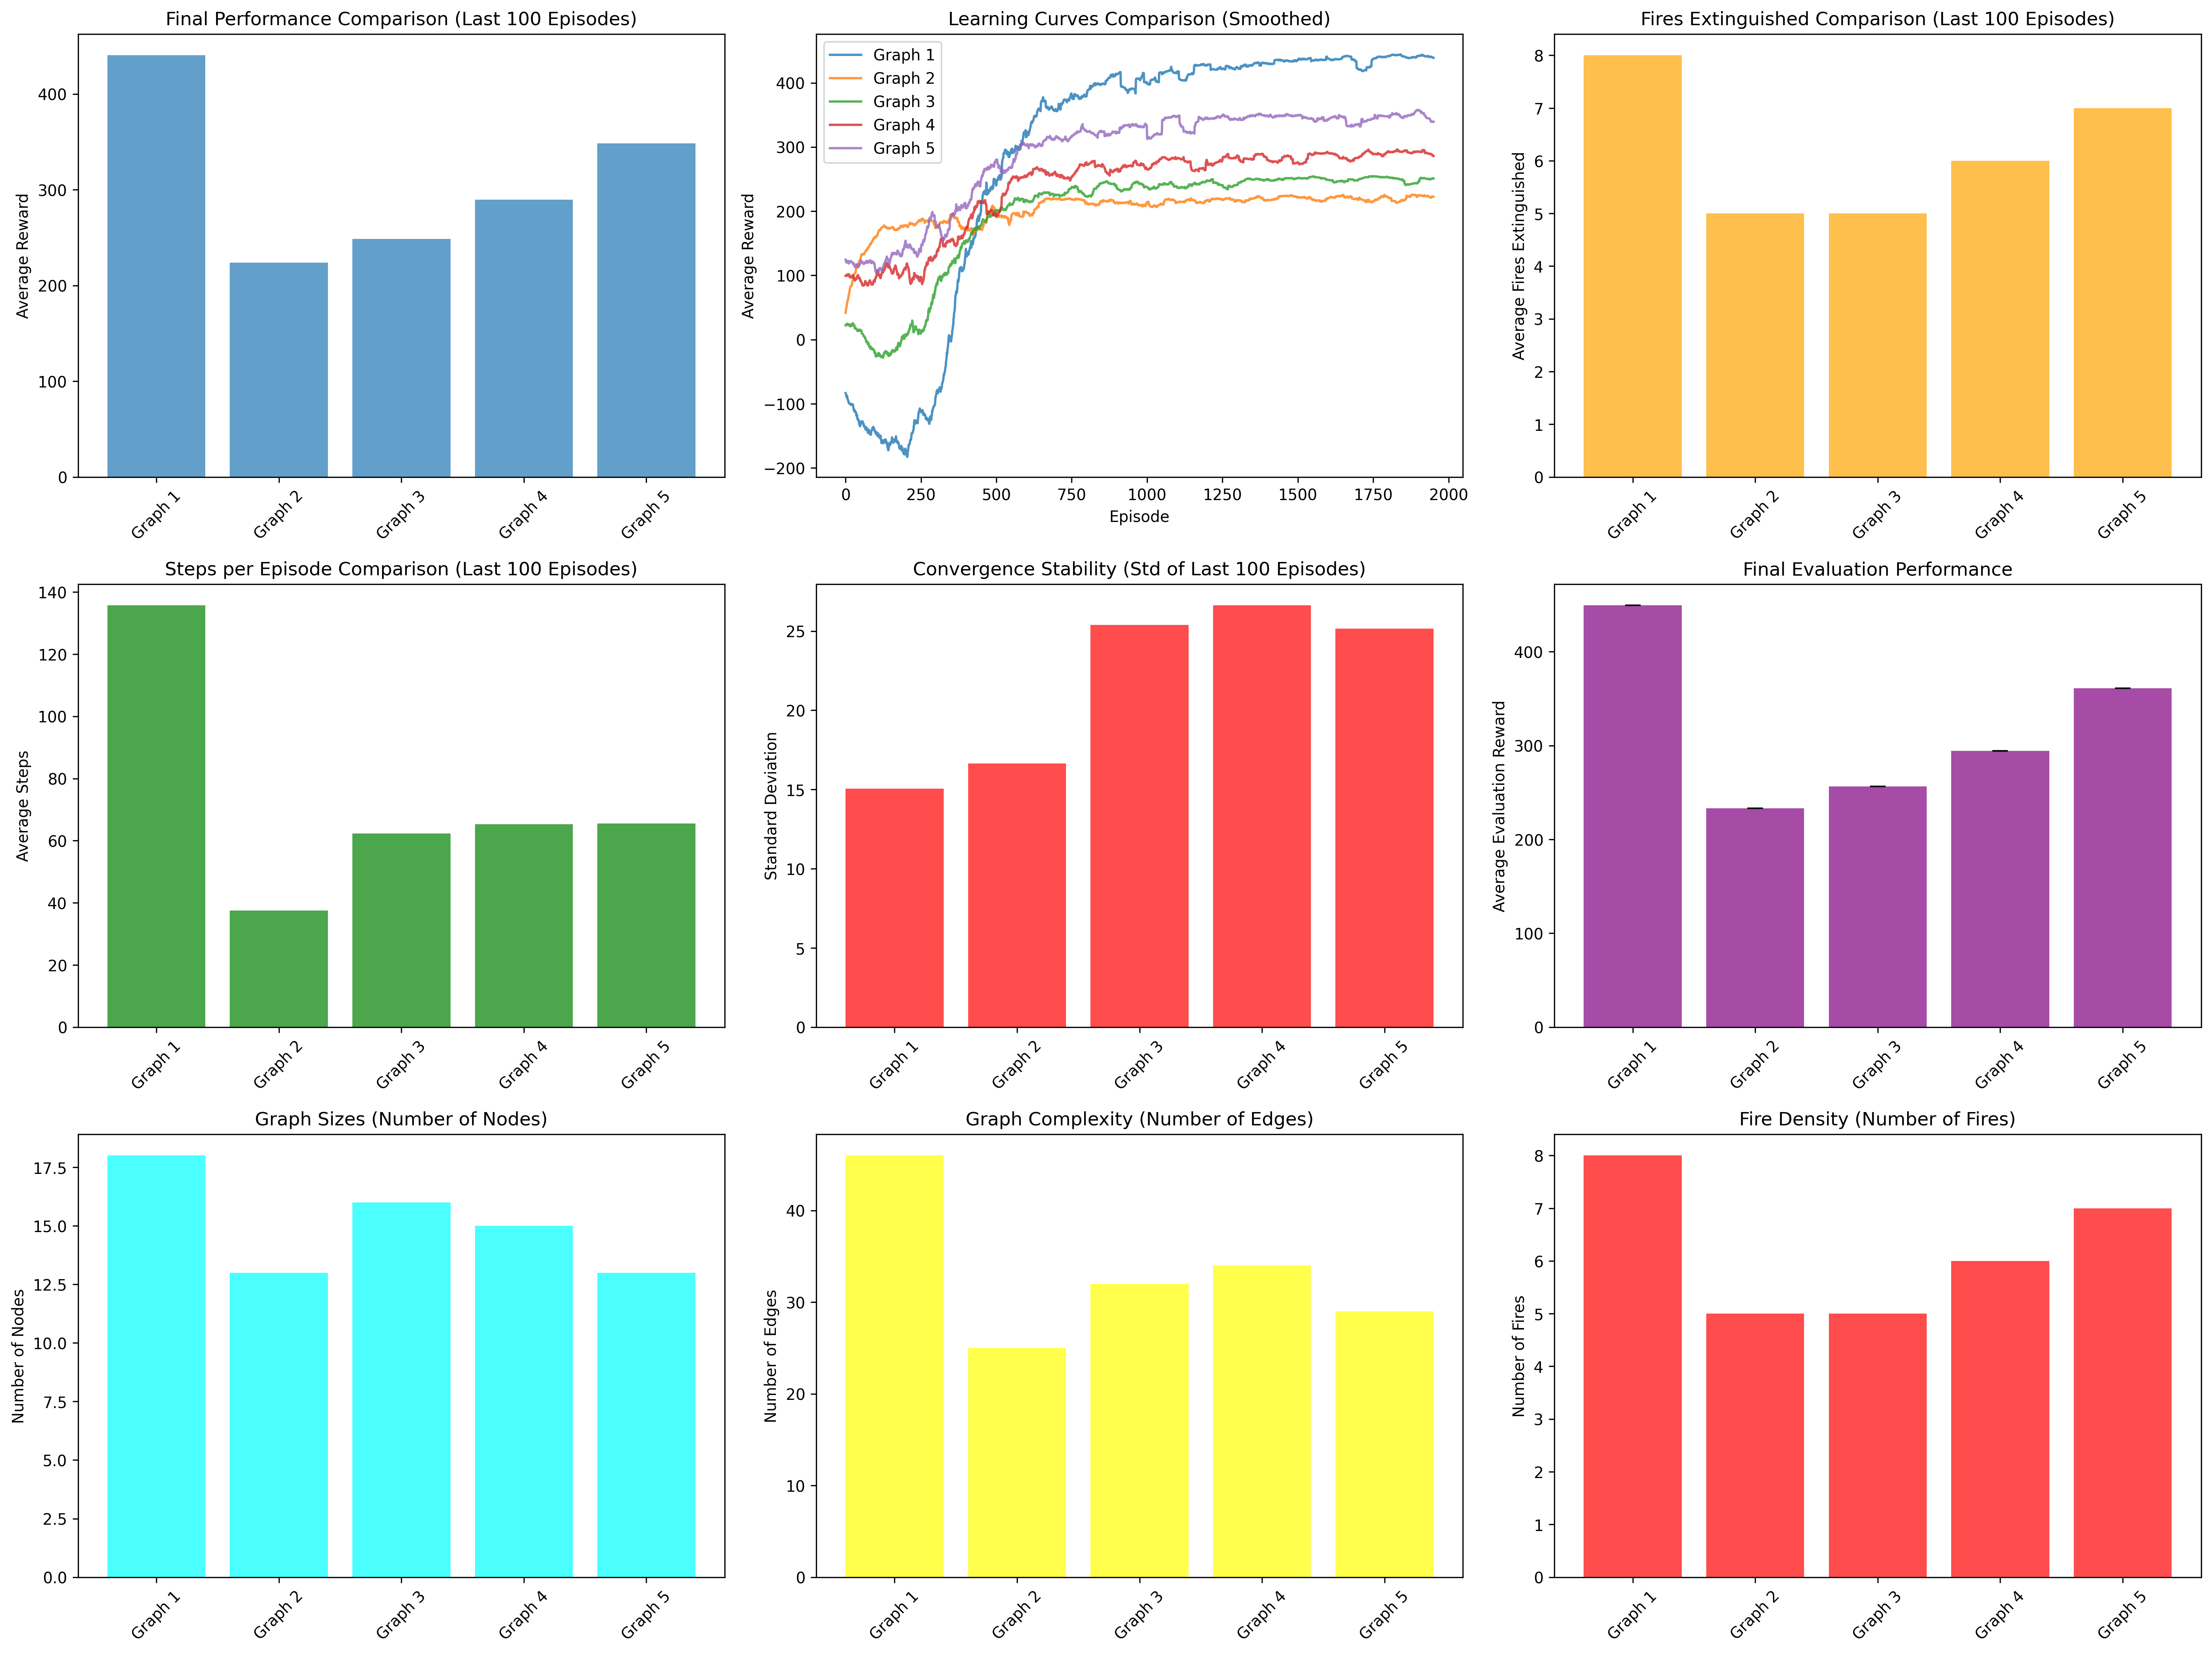 Final Performance Comparison (Last 100 Episodes)
Average Reward
400
300
200
100
0
Graph 1
Graph 2
Graph 3
Graph 4
Graph 5
Learning Curves Comparison (Smoothed)
Graph 1
Graph 2
Graph 3
Graph 4
Graph 5
Average Reward
400
300
200
100
0
−100
−200
0
250
500
750
1000
1250
1500
1750
2000
Episode
Fires Extinguished Comparison (Last 100 Episodes)
Average Fires Extinguished
8
7
6
5
4
3
2
1
0
Graph 1
Graph 2
Graph 3
Graph 4
Graph 5
Steps per Episode Comparison (Last 100 Episodes)
Average Steps
140
120
100
80
60
40
20
0
Graph 1
Graph 2
Graph 3
Graph 4
Graph 5
Convergence Stability (Std of Last 100 Episodes)
Standard Deviation
25
20
15
10
5
0
Graph 1
Graph 2
Graph 3
Graph 4
Graph 5
Final Evaluation Performance
Average Evaluation Reward
400
300
200
100
0
Graph 1
Graph 2
Graph 3
Graph 4
Graph 5
Graph Sizes (Number of Nodes)
Number of Nodes
17.5
15.0
12.5
10.0
7.5
5.0
2.5
0.0
Graph 1
Graph 2
Graph 3
Graph 4
Graph 5
Graph Complexity (Number of Edges)
Number of Edges
40
30
20
10
0
Graph 1
Graph 2
Graph 3
Graph 4
Graph 5
Fire Density (Number of Fires)
Number of Fires
8
7
6
5
4
3
2
1
0
Graph 1
Graph 2
Graph 3
Graph 4
Graph 5